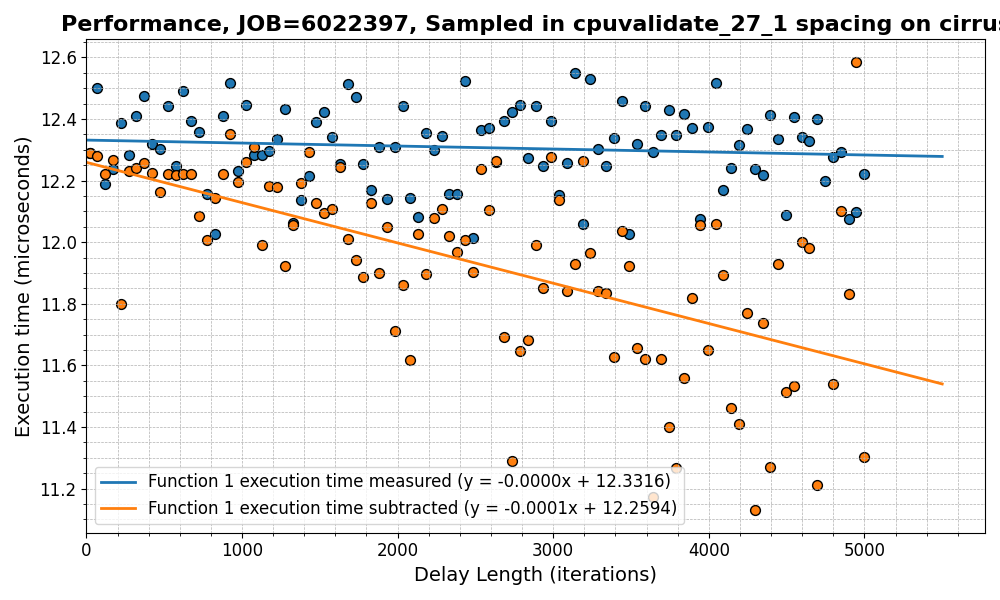 Performance, JOB=6022397, Sampled in cpuvalidate_27_1 spacing on cirrus
12.6
12.4
12.2
12.0
11.8
11.6
11.4
11.2
Execution time (microseconds)
Function 1 execution time measured (y = -0.0000x + 12.3316)
Function 1 execution time subtracted (y = -0.0001x + 12.2594)
0 1000 2000 3000 4000 5000
Delay Length (iterations)